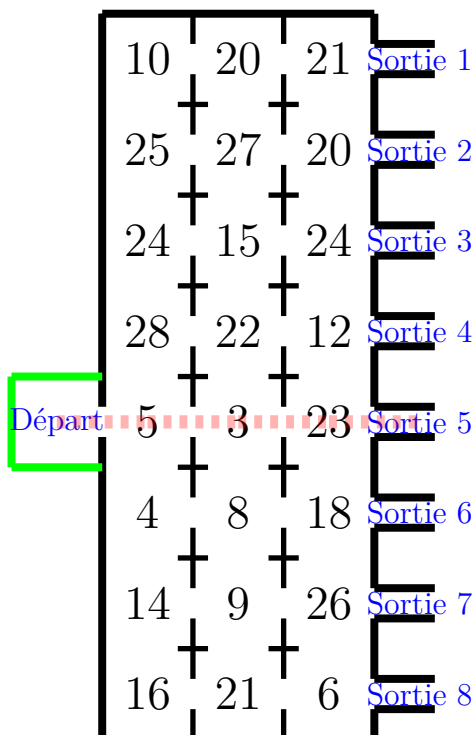 10 20 21 Sortie 1
25 27 20 Sortie 2
24 15 24 Sortie 3
28 22 12 Sortie 4
Départ 5 3 23 Sortie 5
4 8 18 Sortie 6
14 9 26 Sortie 7
16 21 6 Sortie 8